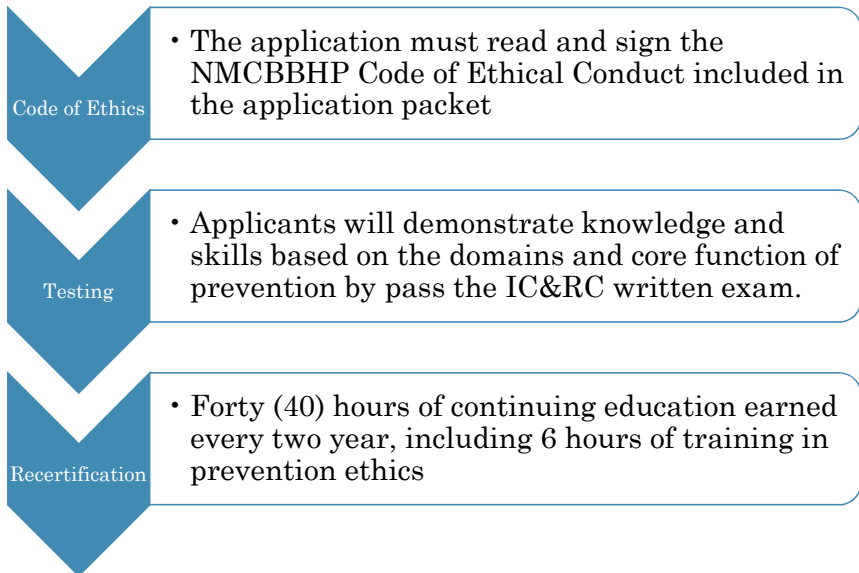 Code of Ethics
• The application must read and sign the
NMCBBHP Code of Ethical Conduct included in
the application packet
Testing
• Applicants will demonstrate knowledge and
skills based on the domains and core function of
prevention by pass the IC&RC written exam.
Recertification
• Forty (40) hours of continuing education earned
every two year, including 6 hours of training in
prevention ethics